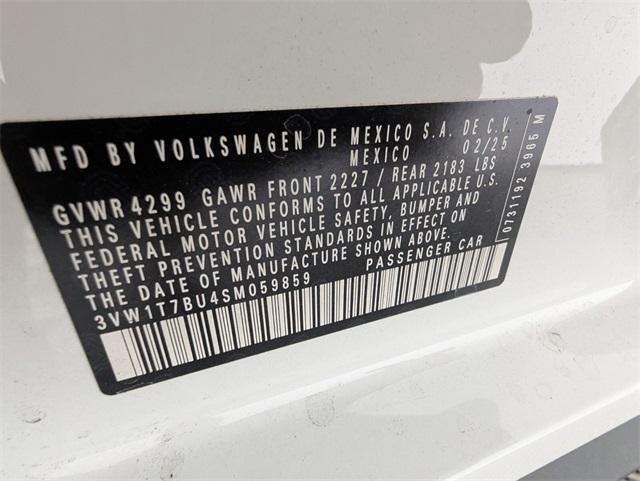 MFD BY VOLKSWAGEN DE MEXICO S.A. DE C.V.
MEXICO 02/25
GVWR 4299 GAWR FRONT 2227 / REAR 2183 LBS
THIS VEHICLE CONFORMS TO ALL APPLICABLE U.S.
FEDERAL MOTOR VEHICLE SAFETY, BUMPER AND
THEFT PREVENTION STANDARDS IN EFFECT ON
THE DATE OF MANUFACTURE SHOWN ABOVE.
3VW1T7BU4SM059859 PASSENGER CAR
0731192 3965 M